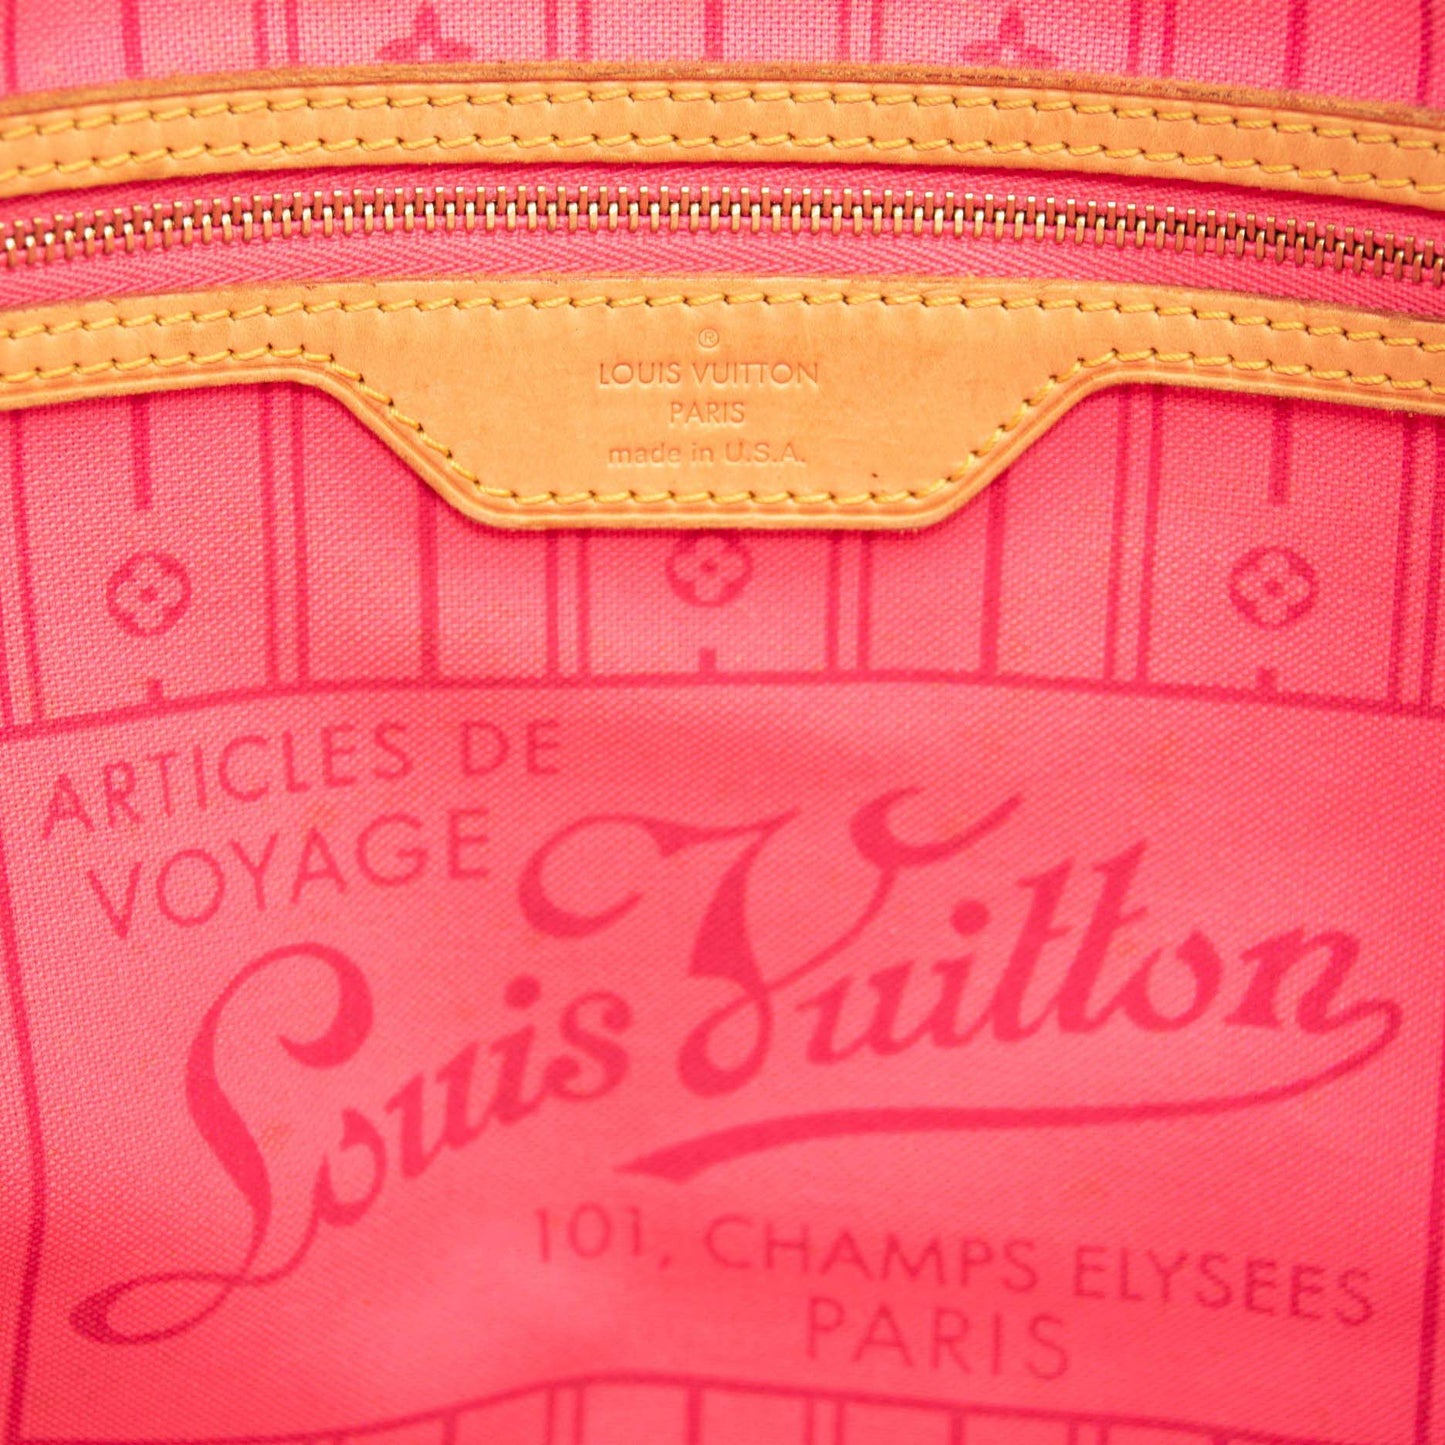 ®
LOUIS VUITTON
PARIS
made in U.S.A.
ARTICLES DE
VOYAGE
Louis Vuitton
101, CHAMPS ELYSEES
PARIS